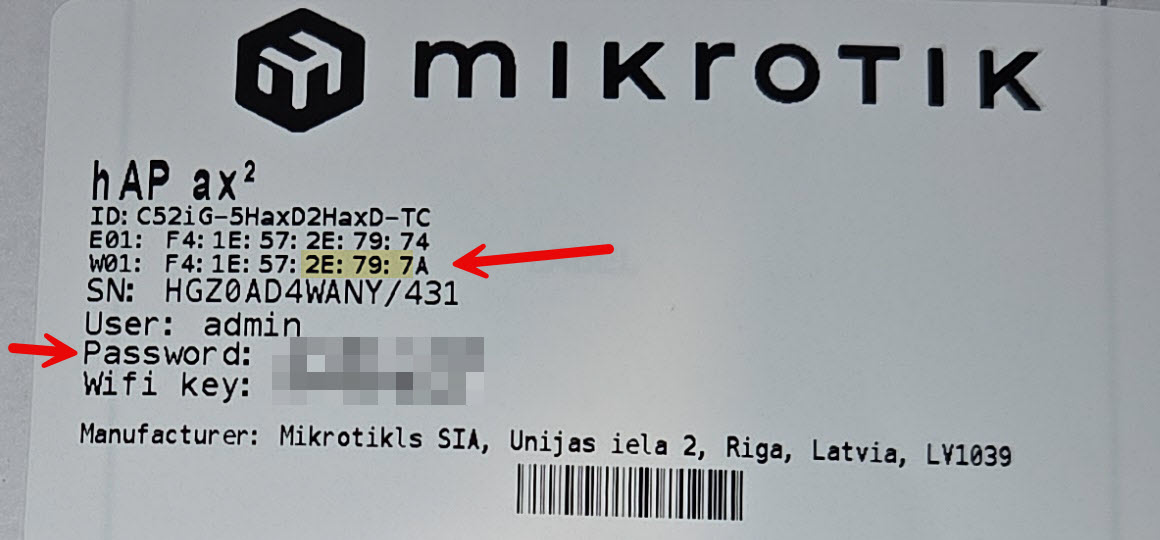 mikrotik
hAP ax²
ID: C52iG-5HaxD2HaxD-TC
E01: F4: 1E: 57: 2E: 79: 74
W01: F4: 1E: 57: 2E: 79: 7A
SN: HGZ0AD4WANY/431
User: admin
Password:
Wifi key:
Manufacturer: Mikrotikls SIA, Unijas iela 2, Riga, Latvia, LV1039